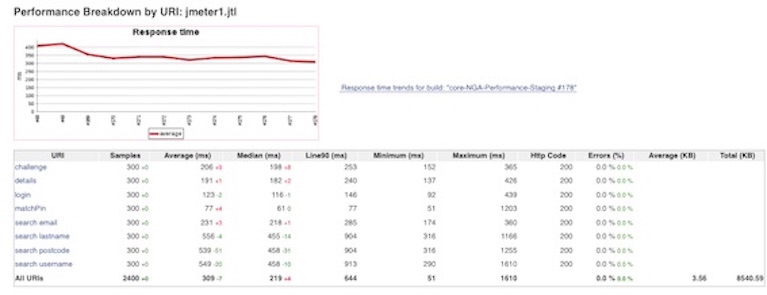 Performance Breakdown by URI: jmeter1.jtl
Response time
400
350
300
250
200
150
100
50
0
ms
average
Response time trends for build: "core-NGA-Performance-Staging #178"
URI Samples Average (ms) Median (ms) Line90 (ms) Minimum (ms) Maximum (ms) Http Code Errors (%) Average (KB) Total (KB)
challenge 300 +0 206 +3 198 +8 253 152 365 200 0.0 % 0.0 %
details 300 +0 191 +1 182 +2 240 137 426 200 0.0 % 0.0 %
login 300 +0 123 -2 116 -1 146 92 439 200 0.0 % 0.0 %
matchPin 300 +0 77 +4 61 0 77 51 1203 200 0.0 % 0.0 %
search email 300 +0 231 +3 218 +1 285 174 360 200 0.0 % 0.0 %
search lastname 300 +0 556 -4 455 -14 904 316 1166 200 0.0 % 0.0 %
search postcode 300 +0 539 -51 458 -31 904 316 1255 200 0.0 % 0.0 %
search username 300 +0 549 -20 458 -10 913 290 1610 200 0.0 % 0.0 %
All URIs 2400 +0 309 -7 219 +4 644 51 1610 0.0 % 0.0 % 3.56 8540.59